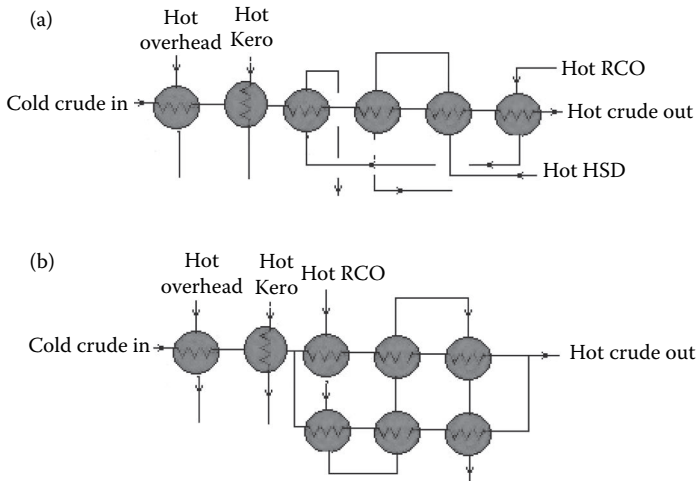 (a)
Hot
overhead
Hot
Kero
Hot RCO
Cold crude in
Hot crude out
Hot HSD
(b)
Hot
overhead
Hot
Kero
Hot RCO
Cold crude in
Hot crude out